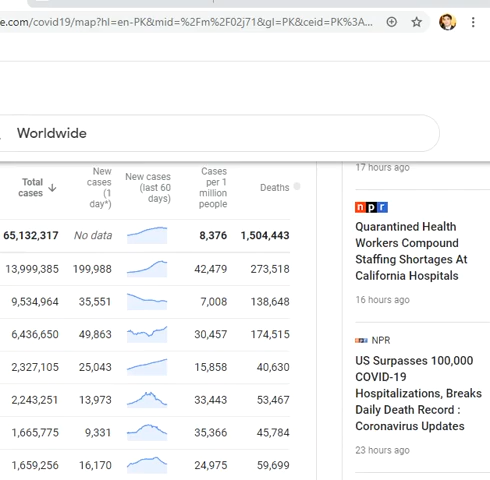 e.com/covid19/map?hl=en-PK&mid=%2Fm%2F02j71&gl=PK&ceid=PK%3A...
Worldwide
Total cases
New cases (1 day*)
New cases (last 60 days)
Cases per 1 million people
Deaths
65,132,317 No data 8,376 1,504,443
13,999,385 199,988 42,479 273,518
9,534,964 35,551 7,008 138,648
6,436,650 49,863 30,457 174,515
2,327,105 25,043 15,858 40,630
2,243,251 13,973 33,443 53,467
1,665,775 9,331 35,366 45,784
1,659,256 16,170 24,975 59,699
17 hours ago
npr
Quarantined Health
Workers Compound
Staffing Shortages At
California Hospitals
16 hours ago
NPR
US Surpasses 100,000
COVID-19
Hospitalizations, Breaks
Daily Death Record :
Coronavirus Updates
23 hours ago